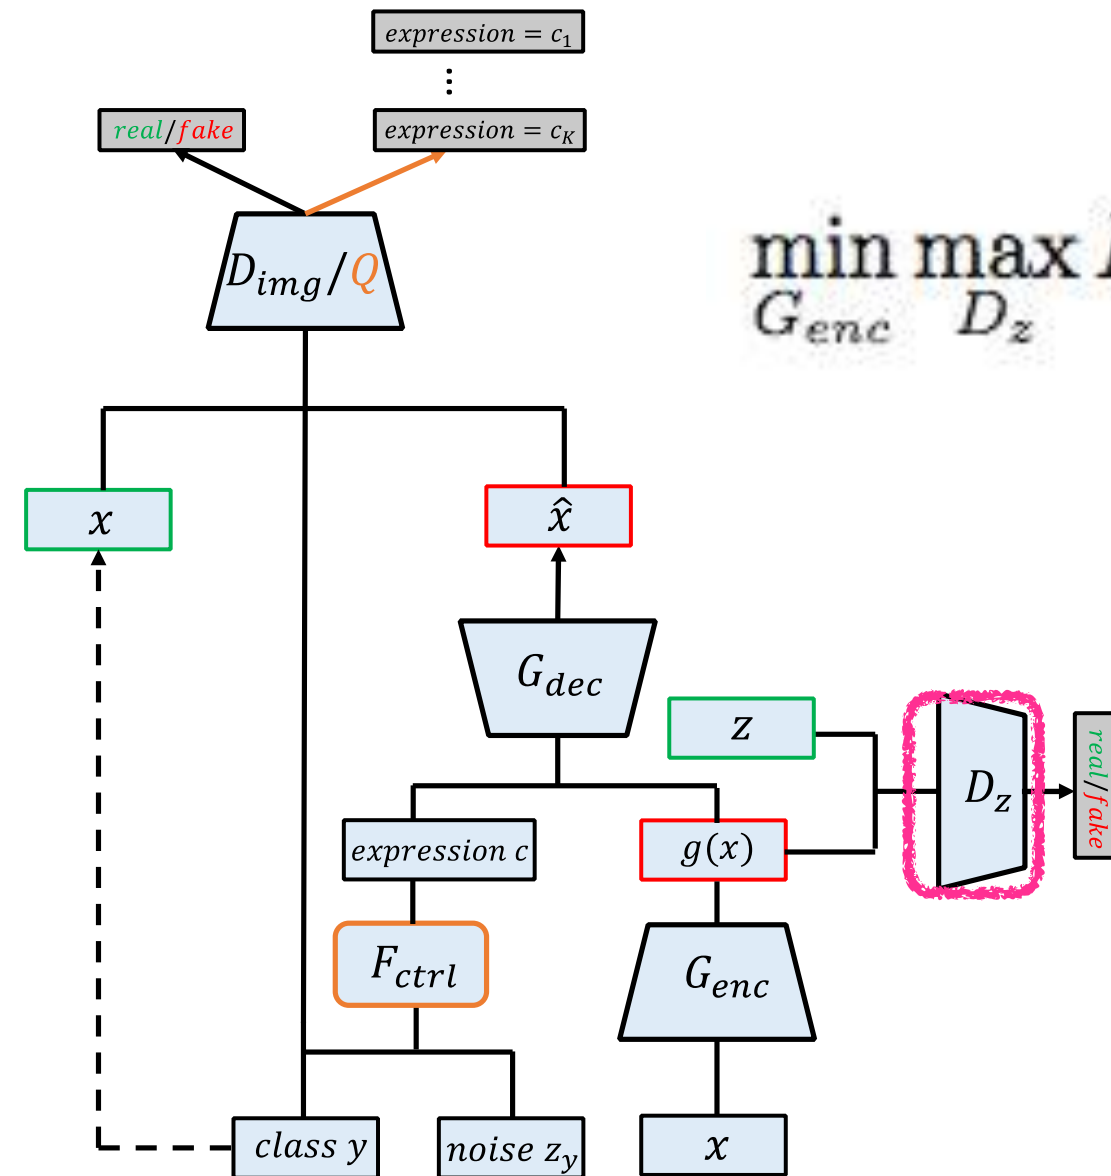 expression = c₁
⋮
real/fake
expression = c_K
D_img/Q
min max
G_enc D_z
x
x̂
G_dec
z
D_z
real/fake
expression c
g(x)
F_ctrl
G_enc
class y
noise z_y
x